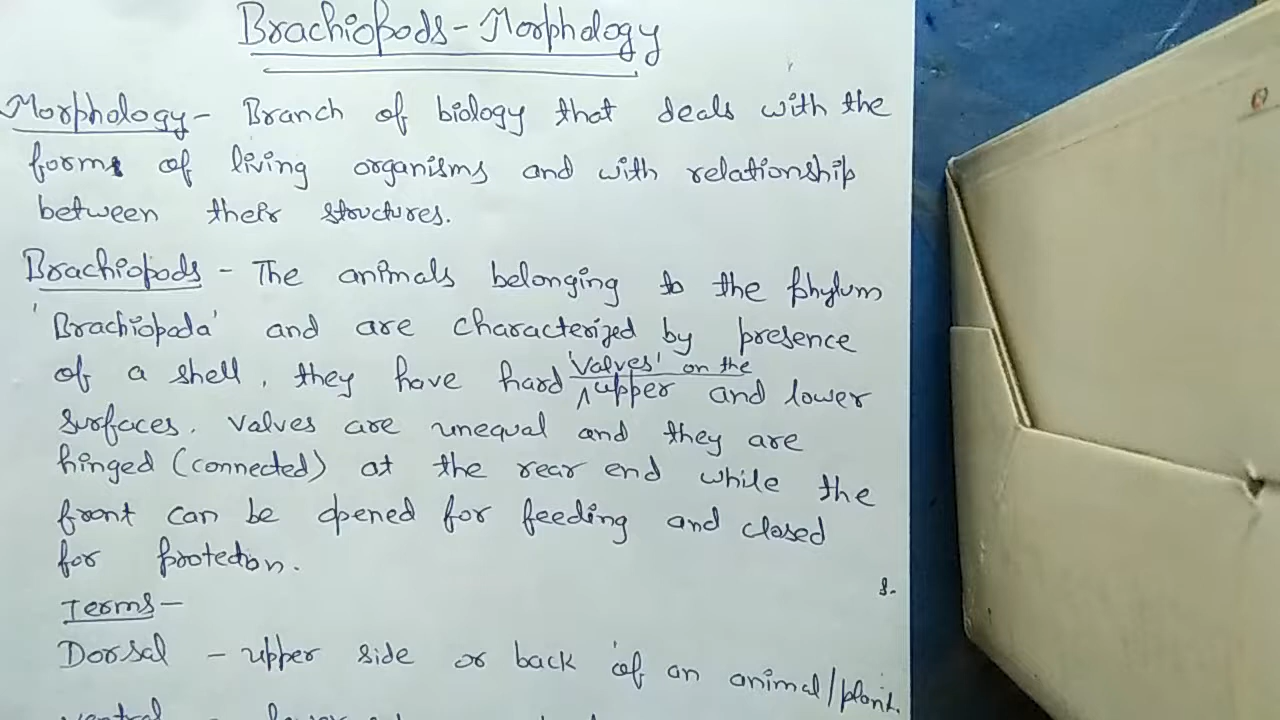 Brachiopods - Morphology
Morphology - Branch of biology that deals with the
forms of living organisms and with relationship
between their structures.
Brachiopods - The animals belonging to the phylum
'Brachiopoda' and are characterized by presence
of a shell, they have hard 'valves' on the upper and lower
surfaces. Valves are unequal and they are
hinged (connected) at the rear end while the
front can be opened for feeding and closed
for protection.
Terms -
Dorsal - upper side or back of an animal/plant.